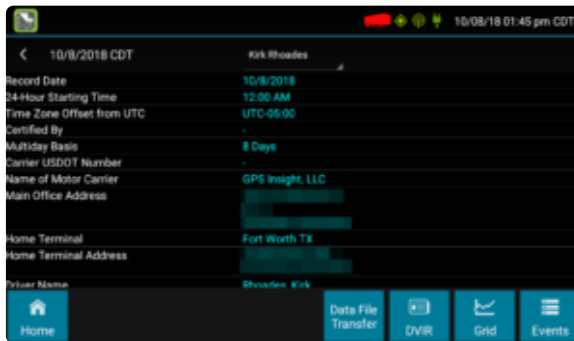 10/08/18 01:45 pm CDT
10/8/2018 CDT Kirk Rhoades
Record Date 10/8/2018
24-Hour Starting Time 12:00 AM
Time Zone Offset from UTC UTC-05:00
Certified By -
Multiday Basis 8 Days
Carrier USDOT Number -
Name of Motor Carrier GPS Insight, LLC
Main Office Address
Home Terminal Fort Worth TX
Home Terminal Address
Driver Name Rhoades, Kirk
Home Data File Transfer DVIR Grid Events